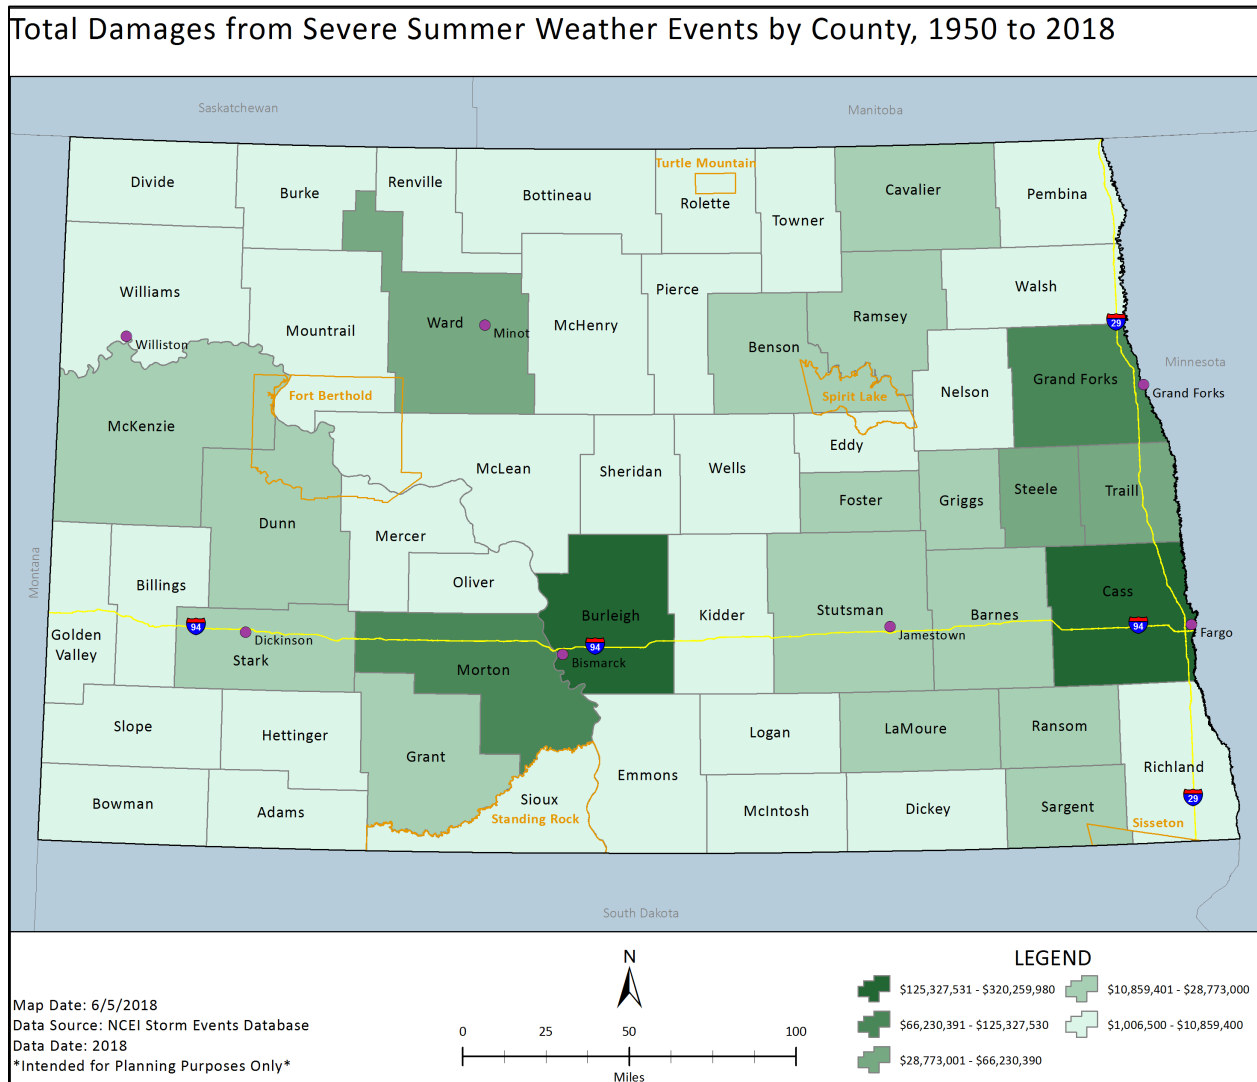 Total Damages from Severe Summer Weather Events by County, 1950 to 2018
Saskatchewan
Manitoba
Turtle Mountain
Divide
Burke
Renville
Bottineau
Rolette
Towner
Cavalier
Pembina
Williams
Mountrail
Ward
Minot
McHenry
Pierce
Benson
Ramsey
Walsh
29
Williston
Minnesota
Grand Forks
Grand Forks
Nelson
Fort Berthold
Spirit Lake
McKenzie
Eddy
McLean
Sheridan
Wells
Foster
Griggs
Steele
Traill
Dunn
Mercer
Montana
Billings
Oliver
Burleigh
Kidder
Stutsman
Barnes
Cass
94
Golden
Valley
Dickinson
Stark
94
Bismarck
Jamestown
94
Fargo
Morton
Slope
Hettinger
Grant
Logan
LaMoure
Ransom
Richland
Emmons
Bowman
Adams
Sioux
Standing Rock
McIntosh
Dickey
Sargent
29
Sisseton
South Dakota
N
LEGEND
$125,327,531 - $320,259,980
$10,859,401 - $28,773,000
$66,230,391 - $125,327,530
$1,006,500 - $10,859,400
$28,773,001 - $66,230,390
Map Date: 6/5/2018
Data Source: NCEI Storm Events Database
Data Date: 2018
*Intended for Planning Purposes Only*
0 25 50 100
Miles